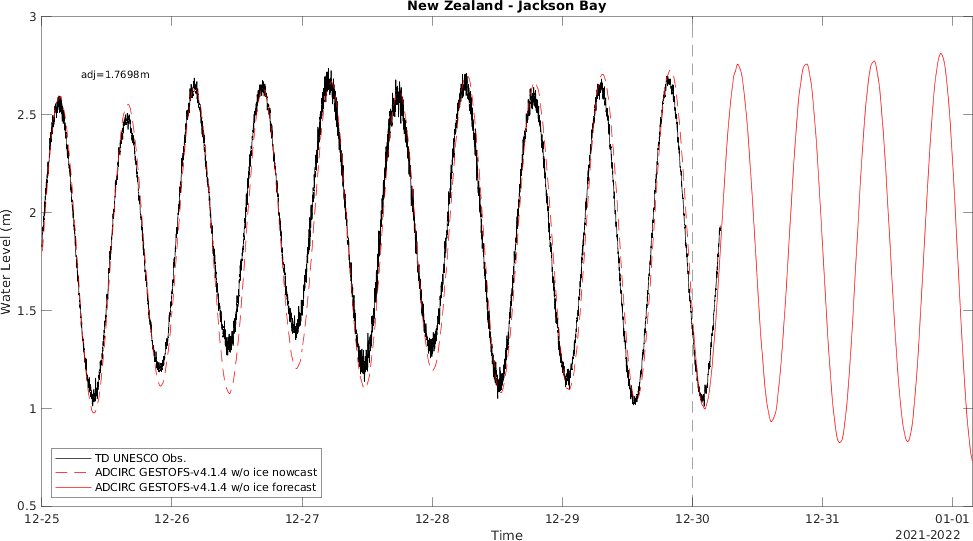 New Zealand - Jackson Bay
adj=1.7698m
3
2.5
2
1.5
1
0.5
Water Level (m)
TD UNESCO Obs.
ADCIRC GESTOFS-v4.1.4 w/o ice nowcast
ADCIRC GESTOFS-v4.1.4 w/o ice forecast
12-25 12-26 12-27 12-28 12-29 12-30 12-31 01-01
Time
2021-2022